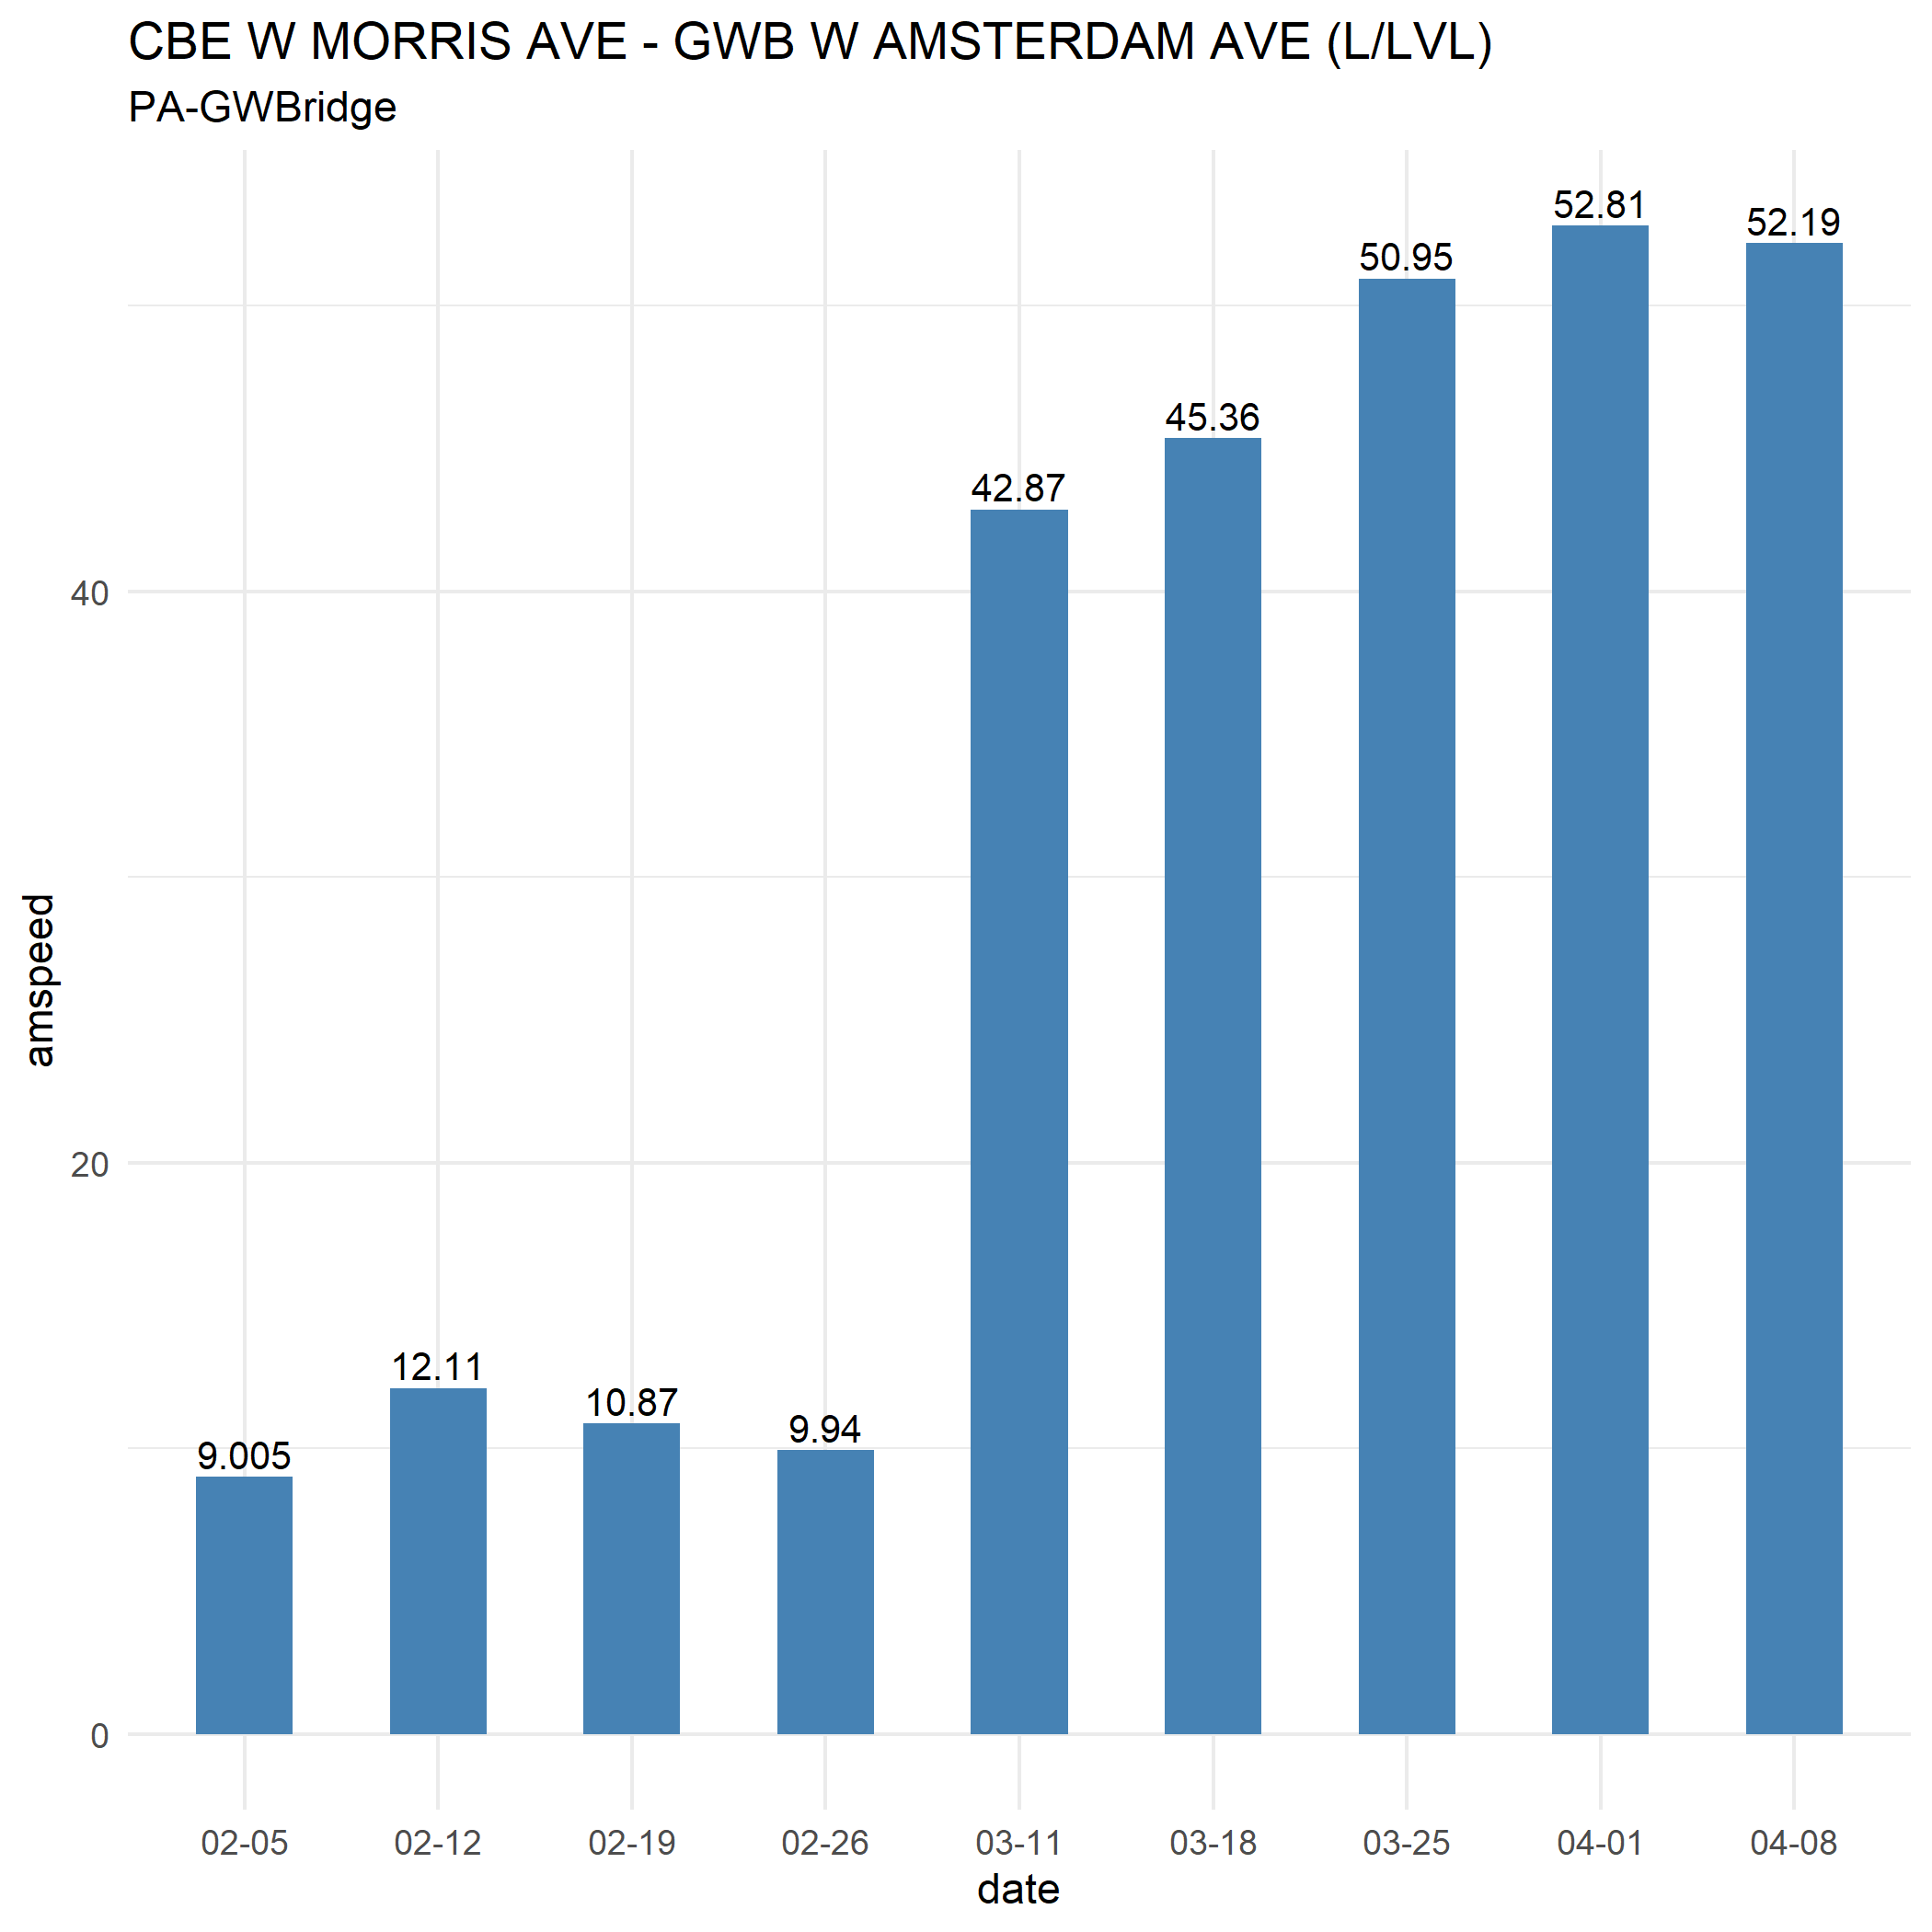 CBE W MORRIS AVE - GWB W AMSTERDAM AVE (L/LVL)
PA-GWBridge
52.81
52.19
50.95
45.36
42.87
12.11
10.87
9.94
9.005
40
20
0
amspeed
02-05 02-12 02-19 02-26 03-11 03-18 03-25 04-01 04-08
date